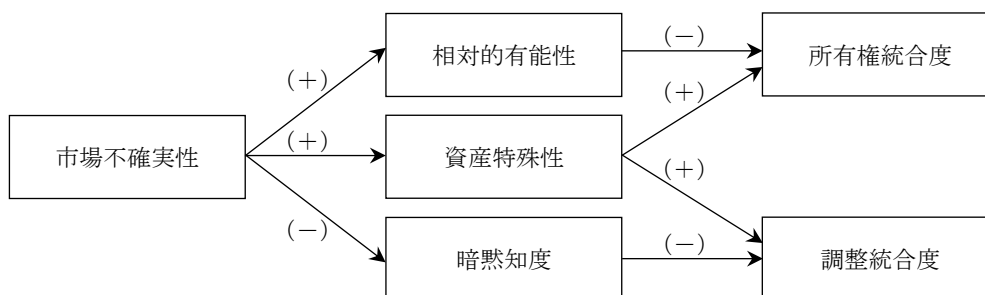 相対的有能性
(−)
所有権統合度
(+)
(+)
市場不確実性
(+)
資産特殊性
(+)
(−)
暗黙知度
(−)
調整統合度